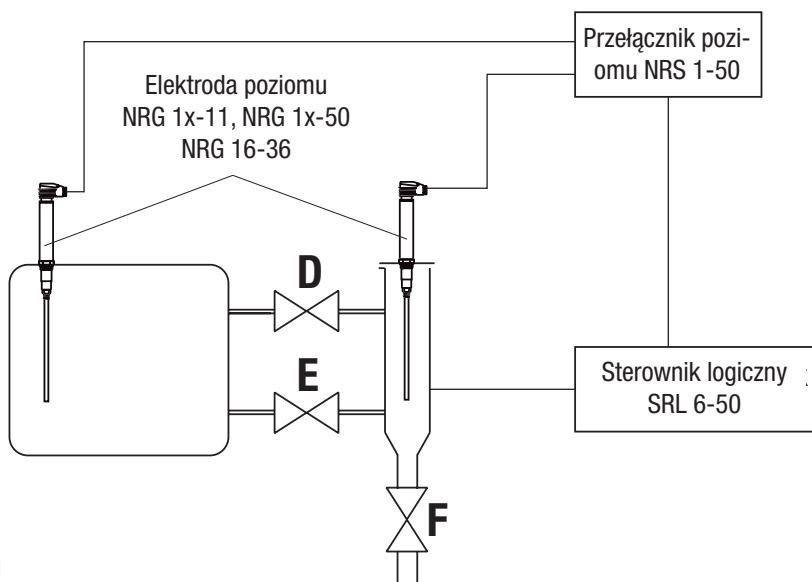 Przełącznik pozi-
omu NRS 1-50
Elektroda poziomu
NRG 1x-11, NRG 1x-50
NRG 16-36
D
E
Sterownik logiczny
SRL 6-50
F